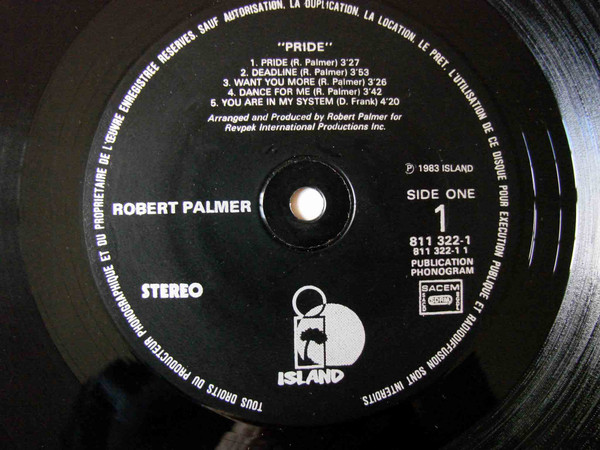 TOUS DROITS DU PRODUCTEUR PHONOGRAPHIQUE ET DU PROPRIETAIRE DE L'ŒUVRE ENREGISTREE RESERVES. SAUF AUTORISATION, LA DUPLICATION, LA LOCATION, LE PRET, L'UTILISATION DE CE DISQUE POUR EXECUTION PUBLIQUE ET RADIODIFFUSION SONT INTERDITS.
"PRIDE"
1. PRIDE (R. Palmer) 3'27
2. DEADLINE (R. Palmer) 3'53
3. WANT YOU MORE (R. Palmer) 3'26
4. DANCE FOR ME (R. Palmer) 3'42
5. YOU ARE IN MY SYSTEM (D. Frank) 4'20
Arranged and Produced by Robert Palmer for
Revpek International Productions Inc.
℗ 1983 ISLAND
ROBERT PALMER
SIDE ONE
1
811 322-1
811 322-1 1
PUBLICATION
PHONOGRAM
STEREO
SACEM
SDRM
ISLAND